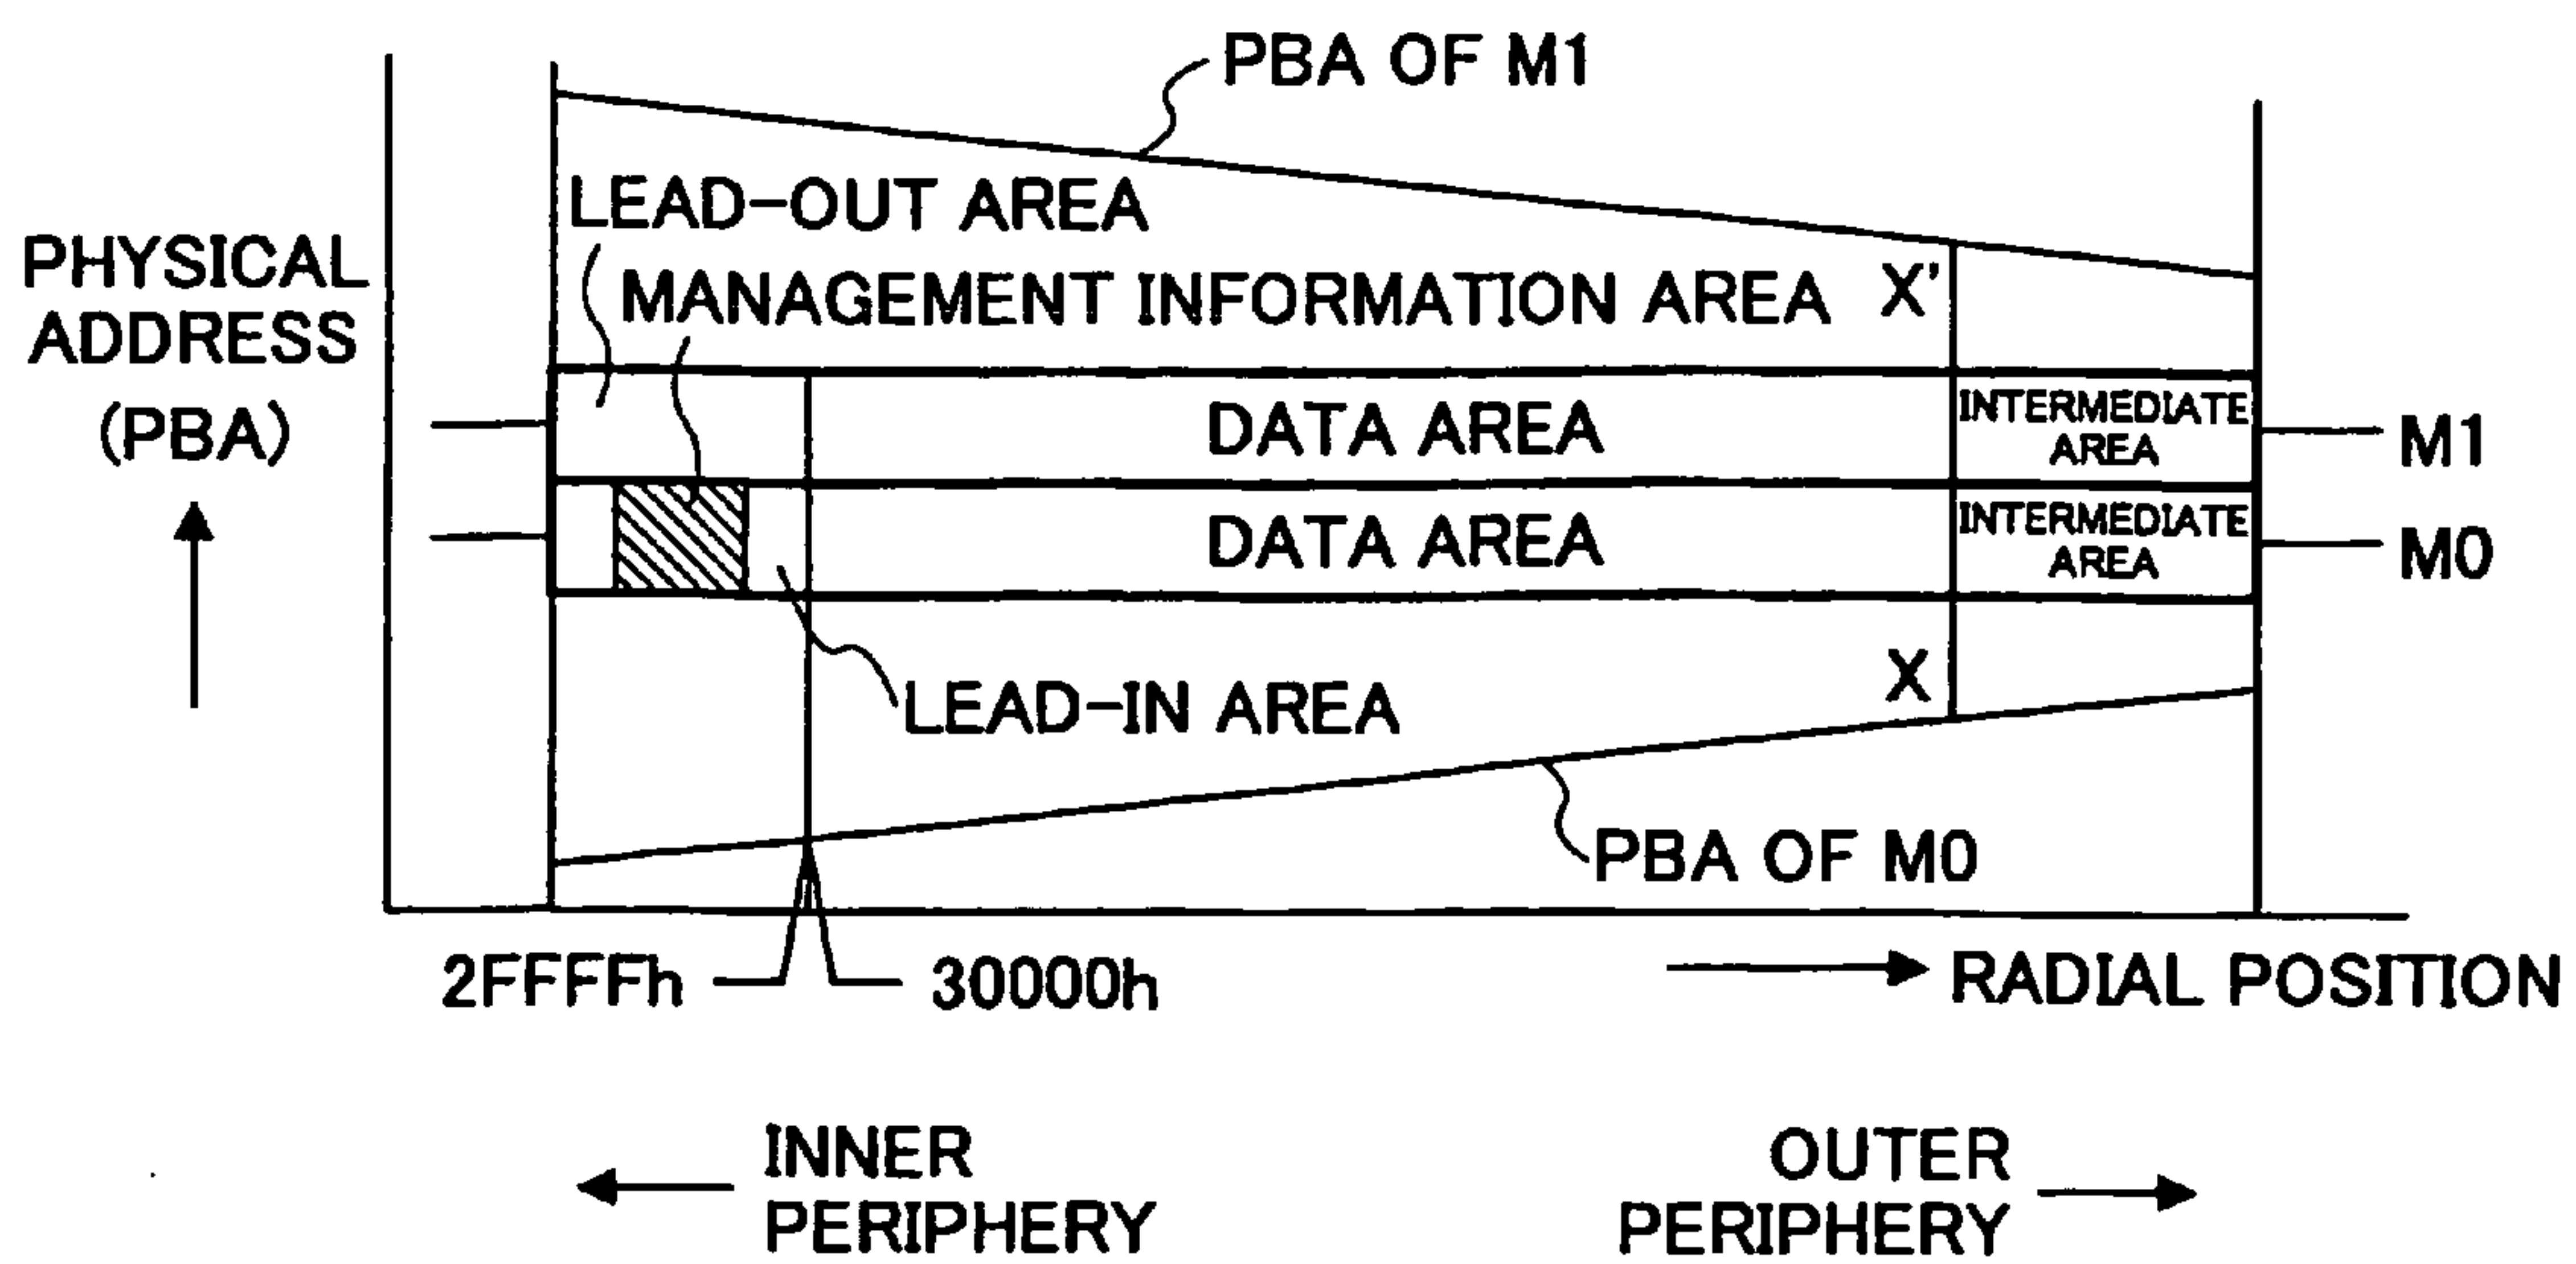 PBA OF M1
LEAD-OUT AREA
PHYSICAL
ADDRESS
(PBA)
MANAGEMENT INFORMATION AREA
X'
DATA AREA
INTERMEDIATE
AREA
M1
DATA AREA
INTERMEDIATE
AREA
M0
X
LEAD-IN AREA
PBA OF M0
2FFFFh
30000h
RADIAL POSITION
INNER
PERIPHERY
OUTER
PERIPHERY